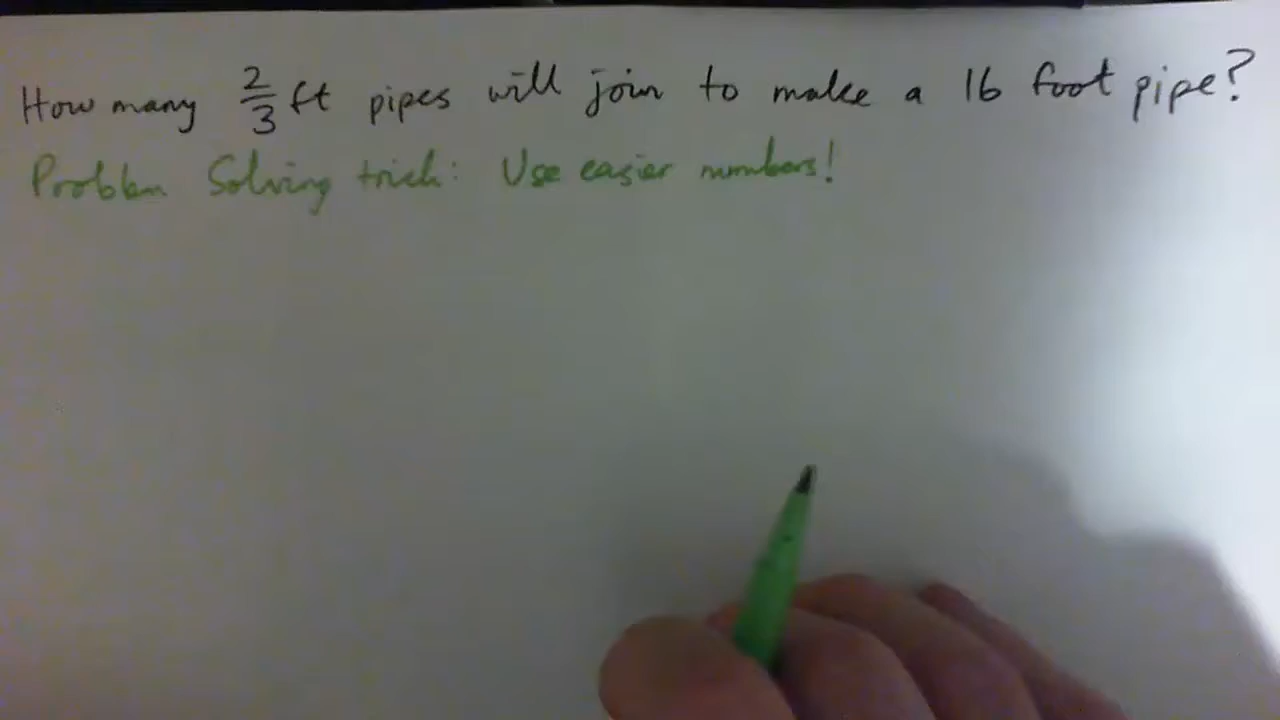 How many 2/3 ft pipes will join to make a 16 foot pipe?
Problem Solving trick: Use easier numbers!